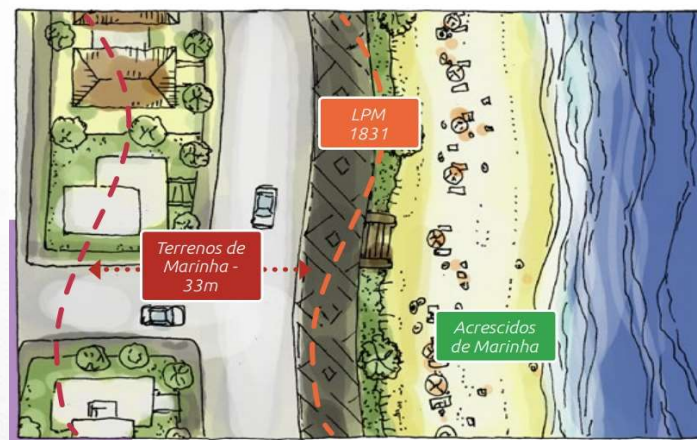 LPM
1831
Terrenos de
Marinha -
33m
Acrescidos
de Marinha